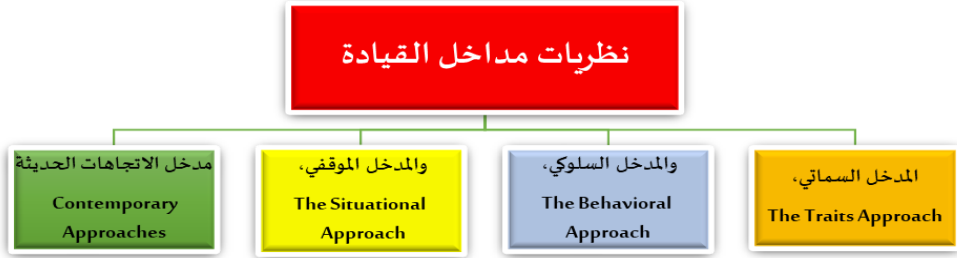 نظريات مداخل القيادة
المدخل السماتي،
The Traits Approach
والمدخل السلوكي،
The Behavioral
Approach
والمدخل الموقفي،
The Situational
Approach
مدخل الاتجاهات الحديثة
Contemporary
Approaches